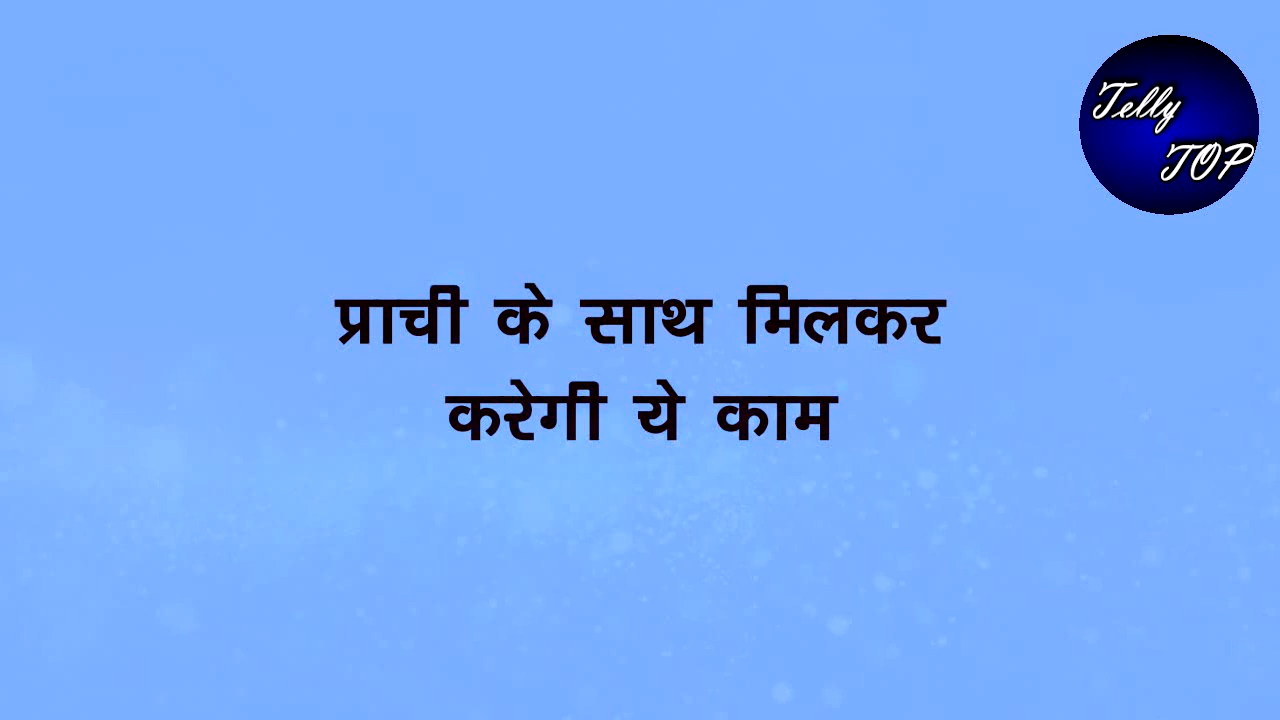 Telly
TOP
प्राची के साथ मिलकर
करेगी ये काम